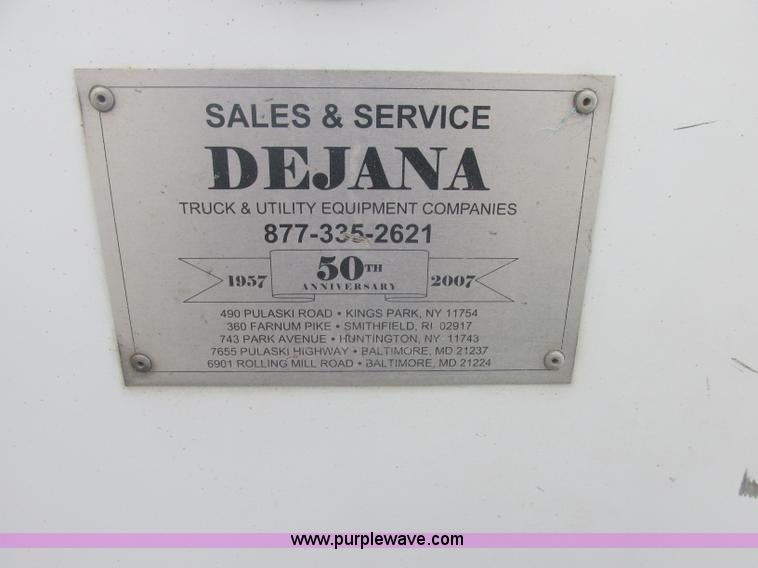 SALES & SERVICE
DEJANA
TRUCK & UTILITY EQUIPMENT COMPANIES
877-335-2621
1957 50TH ANNIVERSARY 2007
490 PULASKI ROAD • KINGS PARK, NY 11754
360 FARNUM PIKE • SMITHFIELD, RI 02917
743 PARK AVENUE • HUNTINGTON, NY 11743
7655 PULASKI HIGHWAY • BALTIMORE, MD 21237
6901 ROLLING MILL ROAD • BALTIMORE, MD 21224
www.purplewave.com